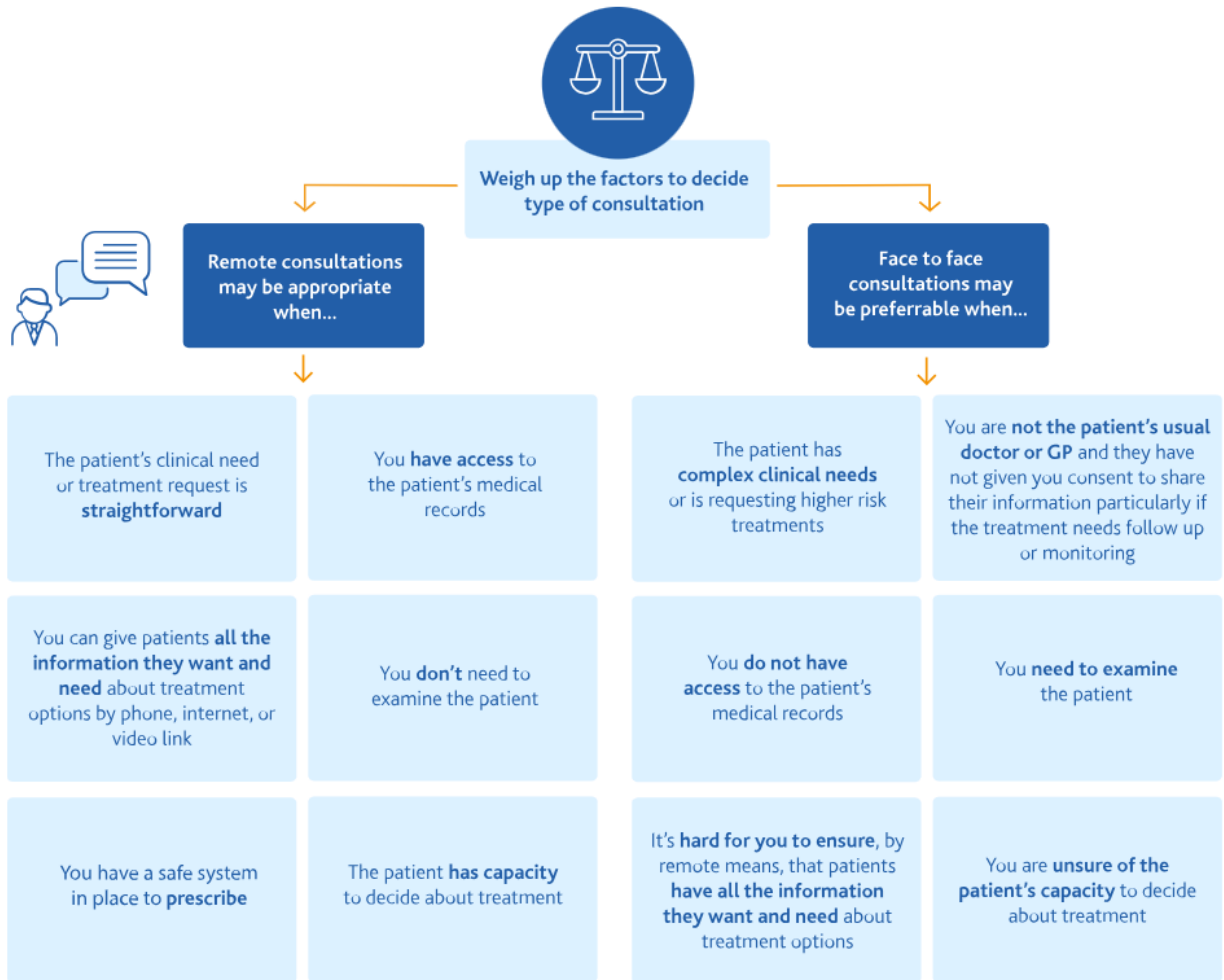 Weigh up the factors to decide
type of consultation
Remote consultations
may be appropriate
when...
Face to face
consultations may
be preferrable when...
The patient's clinical need
or treatment request is
straightforward
You have access to
the patient's medical
records
The patient has
complex clinical needs
or is requesting higher risk
treatments
You are not the patient's usual
doctor or GP and they have
not given you consent to share
their information particularly if
the treatment needs follow up
or monitoring
You can give patients all the
information they want and
need about treatment
options by phone, internet, or
video link
You don't need to
examine the patient
You do not have
access to the patient's
medical records
You need to examine
the patient
You have a safe system
in place to prescribe
The patient has capacity
to decide about treatment
It's hard for you to ensure, by
remote means, that patients
have all the information
they want and need about
treatment options
You are unsure of the
patient's capacity to decide
about treatment